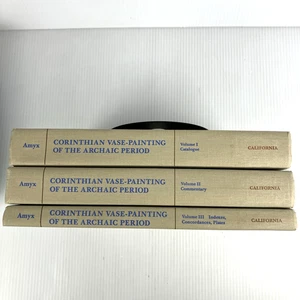 Amyx
CORINTHIAN VASE-PAINTING
OF THE ARCHAIC PERIOD
Volume I
Catalogue
CALIFORNIA
Amyx
CORINTHIAN VASE-PAINTING
OF THE ARCHAIC PERIOD
Volume II
Commentary
CALIFORNIA
Amyx
CORINTHIAN VASE-PAINTING
OF THE ARCHAIC PERIOD
Volume III Indexes,
Concordances, Plates
CALIFORNIA